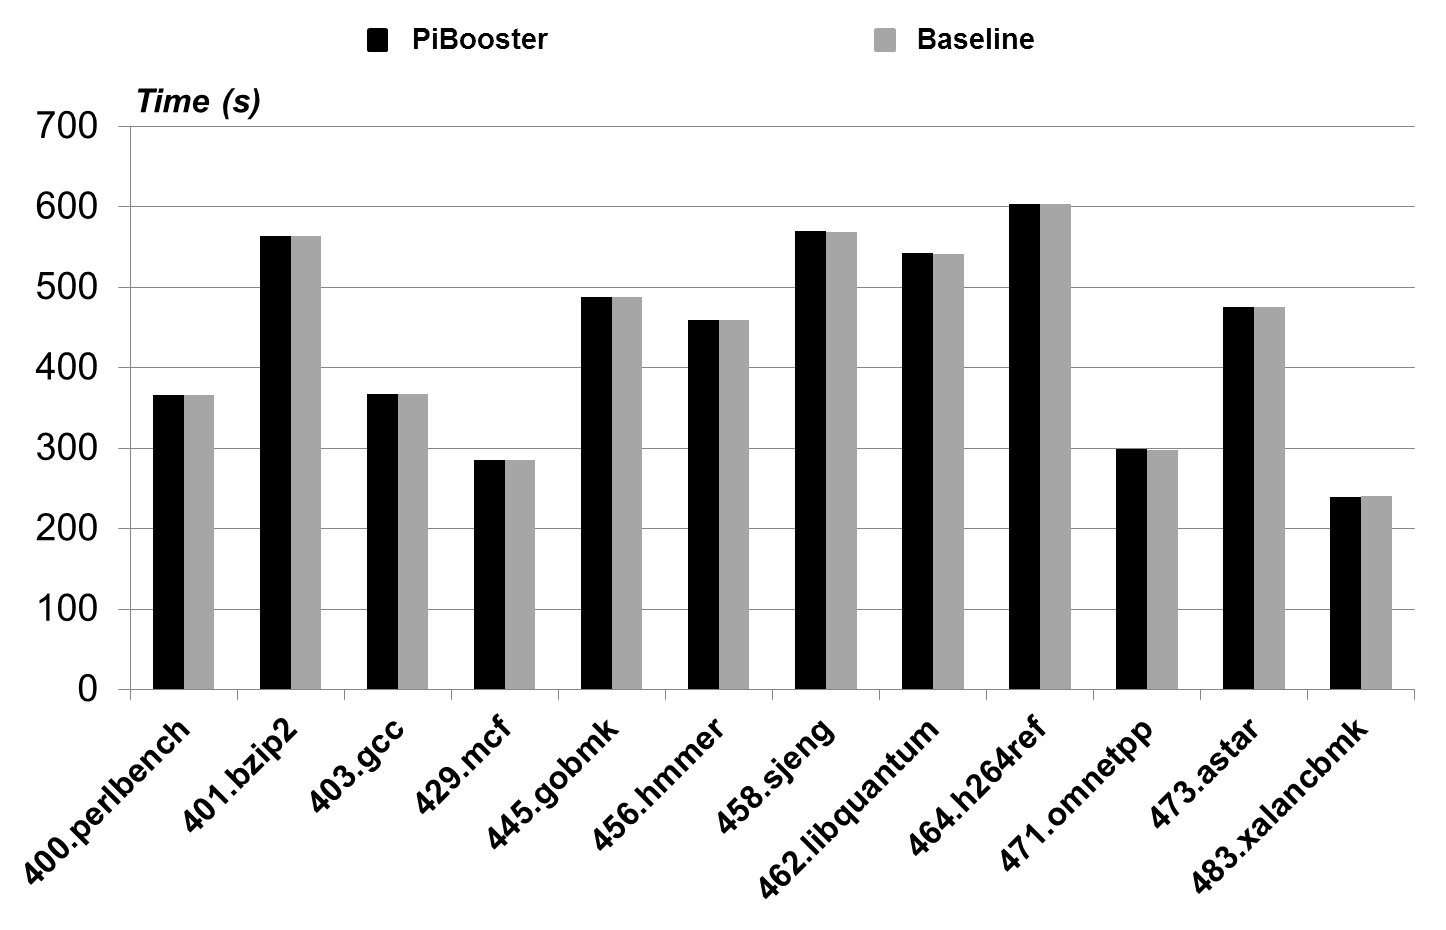 PiBooster Baseline
Time (s)
700
600
500
400
300
200
100
0
400.perlbench
401.bzip2
403.gcc
429.mcf
445.gobmk
456.hmmer
458.sjeng
462.libquantum
464.h264ref
471.omnetpp
473.astar
483.xalancbmk